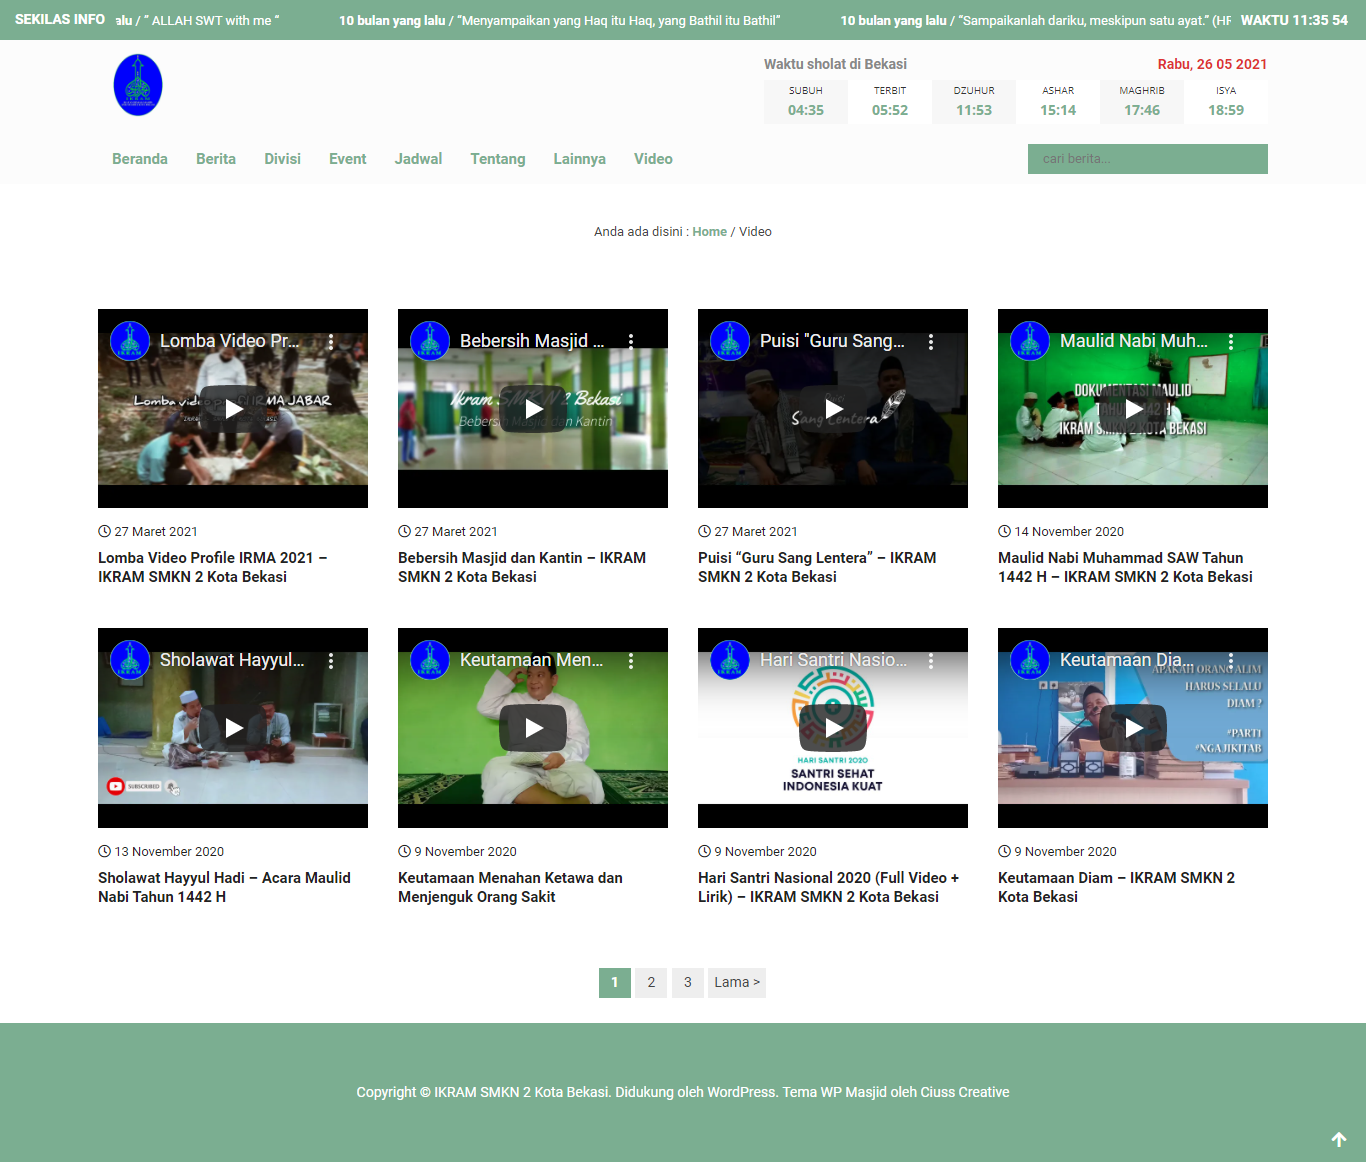 SEKILAS INFO
alu / “ ALLAH SWT with me “
10 bulan yang lalu / “Menyampaikan yang Haq itu Haq, yang Bathil itu Bathil”
10 bulan yang lalu / “Sampaikanlah dariku, meskipun satu ayat.” (HR
WAKTU 11:35 54
Waktu sholat di Bekasi
Rabu, 26 05 2021
SUBUH TERBIT DZUHUR ASHAR MAGHRIB ISYA
04:35 05:52 11:53 15:14 17:46 18:59
Beranda Berita Divisi Event Jadwal Tentang Lainnya Video
cari berita...
Anda ada disini : Home / Video
IKRAM
Lomba Video Pr...
27 Maret 2021
Lomba Video Profile IRMA 2021 –
IKRAM SMKN 2 Kota Bekasi
IKRAM
Bebersih Masjid ...
Ikram SMKN 2 Bekasi
Bebersih Masjid dan Kantin
27 Maret 2021
Bebersih Masjid dan Kantin – IKRAM
SMKN 2 Kota Bekasi
IKRAM
Puisi "Guru Sang...
Sang Lentera
27 Maret 2021
Puisi “Guru Sang Lentera” – IKRAM
SMKN 2 Kota Bekasi
IKRAM
Maulid Nabi Muh...
DOKUMENTASI MAULID
TAHUN 1442 H
IKRAM SMKN 2 KOTA BEKASI
14 November 2020
Maulid Nabi Muhammad SAW Tahun
1442 H – IKRAM SMKN 2 Kota Bekasi
IKRAM
Sholawat Hayyul...
SUBSCRIBED
13 November 2020
Sholawat Hayyul Hadi – Acara Maulid
Nabi Tahun 1442 H
IKRAM
Keutamaan Men...
9 November 2020
Keutamaan Menahan Ketawa dan
Menjenguk Orang Sakit
IKRAM
Hari Santri Nasio...
HARI SANTRI 2020
SANTRI SEHAT
INDONESIA KUAT
9 November 2020
Hari Santri Nasional 2020 (Full Video +
Lirik) – IKRAM SMKN 2 Kota Bekasi
IKRAM
Keutamaan Dia...
APAKAH ORANG ALIM
HARUS SELALU
DIAM ?
#PART1
#NGAJIKITAB
9 November 2020
Keutamaan Diam – IKRAM SMKN 2
Kota Bekasi
1 2 3 Lama >
Copyright © IKRAM SMKN 2 Kota Bekasi. Didukung oleh WordPress. Tema WP Masjid oleh Ciuss Creative